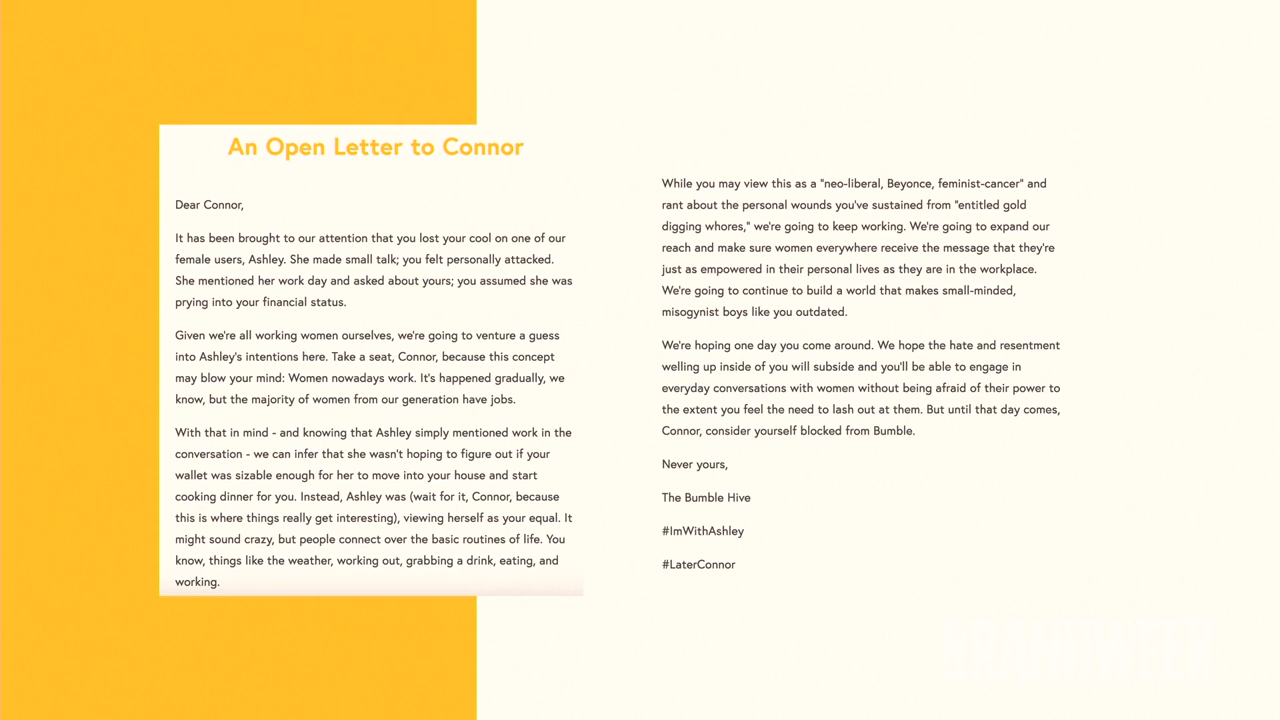 An Open Letter to Connor
Dear Connor,
It has been brought to our attention that you lost your cool on one of our
female users, Ashley. She made small talk; you felt personally attacked.
She mentioned her work day and asked about yours; you assumed she was
prying into your financial status.
Given we're all working women ourselves, we're going to venture a guess
into Ashley's intentions here. Take a seat, Connor, because this concept
may blow your mind: Women nowadays work. It's happened gradually, we
know, but the majority of women from our generation have jobs.
With that in mind - and knowing that Ashley simply mentioned work in the
conversation - we can infer that she wasn't hoping to figure out if your
wallet was sizable enough for her to move into your house and start
cooking dinner for you. Instead, Ashley was (wait for it, Connor, because
this is where things really get interesting), viewing herself as your equal. It
might sound crazy, but people connect over the basic routines of life. You
know, things like the weather, working out, grabbing a drink, eating, and
working.
While you may view this as a "neo-liberal, Beyonce, feminist-cancer" and
rant about the personal wounds you've sustained from "entitled gold
digging whores," we're going to keep working. We're going to expand our
reach and make sure women everywhere receive the message that they're
just as empowered in their personal lives as they are in the workplace.
We're going to continue to build a world that makes small-minded,
misogynist boys like you outdated.
We're hoping one day you come around. We hope the hate and resentment
welling up inside of you will subside and you'll be able to engage in
everyday conversations with women without being afraid of their power to
the extent you feel the need to lash out at them. But until that day comes,
Connor, consider yourself blocked from Bumble.
Never yours,
The Bumble Hive
#ImWithAshley
#LaterConnor
BRANDWEEK